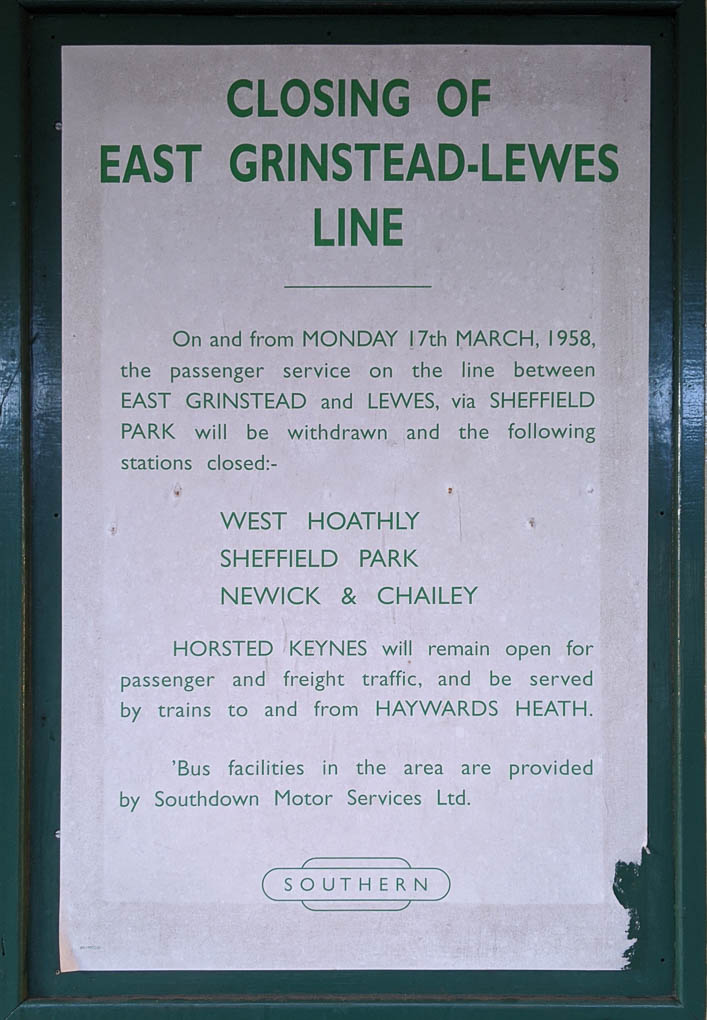 CLOSING OF
EAST GRINSTEAD-LEWES
LINE
On and from MONDAY 17th MARCH, 1958,
the passenger service on the line between
EAST GRINSTEAD and LEWES, via SHEFFIELD
PARK will be withdrawn and the following
stations closed:-
WEST HOATHLY
SHEFFIELD PARK
NEWICK & CHAILEY
HORSTED KEYNES will remain open for
passenger and freight traffic, and be served
by trains to and from HAYWARDS HEATH.
'Bus facilities in the area are provided
by Southdown Motor Services Ltd.
SOUTHERN